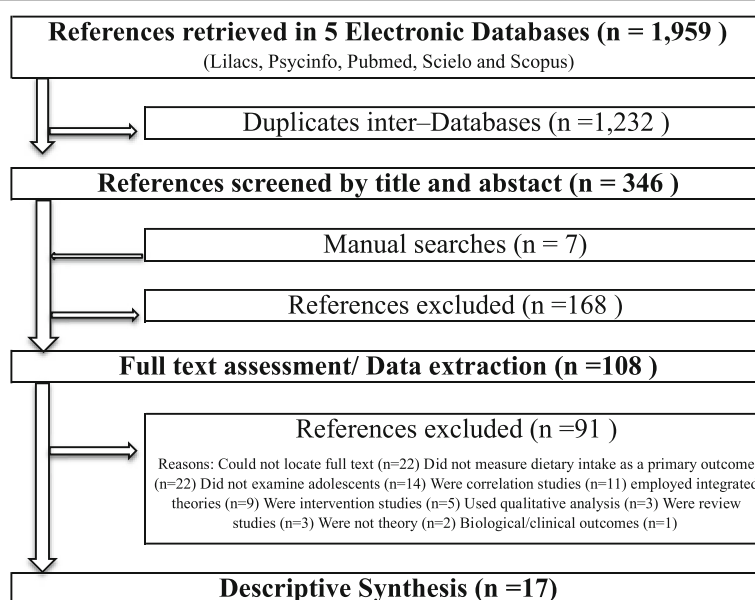 References retrieved in 5 Electronic Databases (n = 1,959 )
(Lilacs, Psycinfo, Pubmed, Scielo and Scopus)
Duplicates inter–Databases (n =1,232 )
References screened by title and abstact (n = 346 )
Manual searches (n = 7)
References excluded (n =168 )
Full text assessment/ Data extraction (n =108 )
References excluded (n =91 )
Reasons: Could not locate full text (n=22) Did not measure dietary intake as a primary outcome
(n=22) Did not examine adolescents (n=14) Were correlation studies (n=11) employed integrated
theories (n=9) Were intervention studies (n=5) Used qualitative analysis (n=3) Were review
studies (n=3) Were not theory (n=2) Biological/clinical outcomes (n=1)
Descriptive Synthesis (n =17)